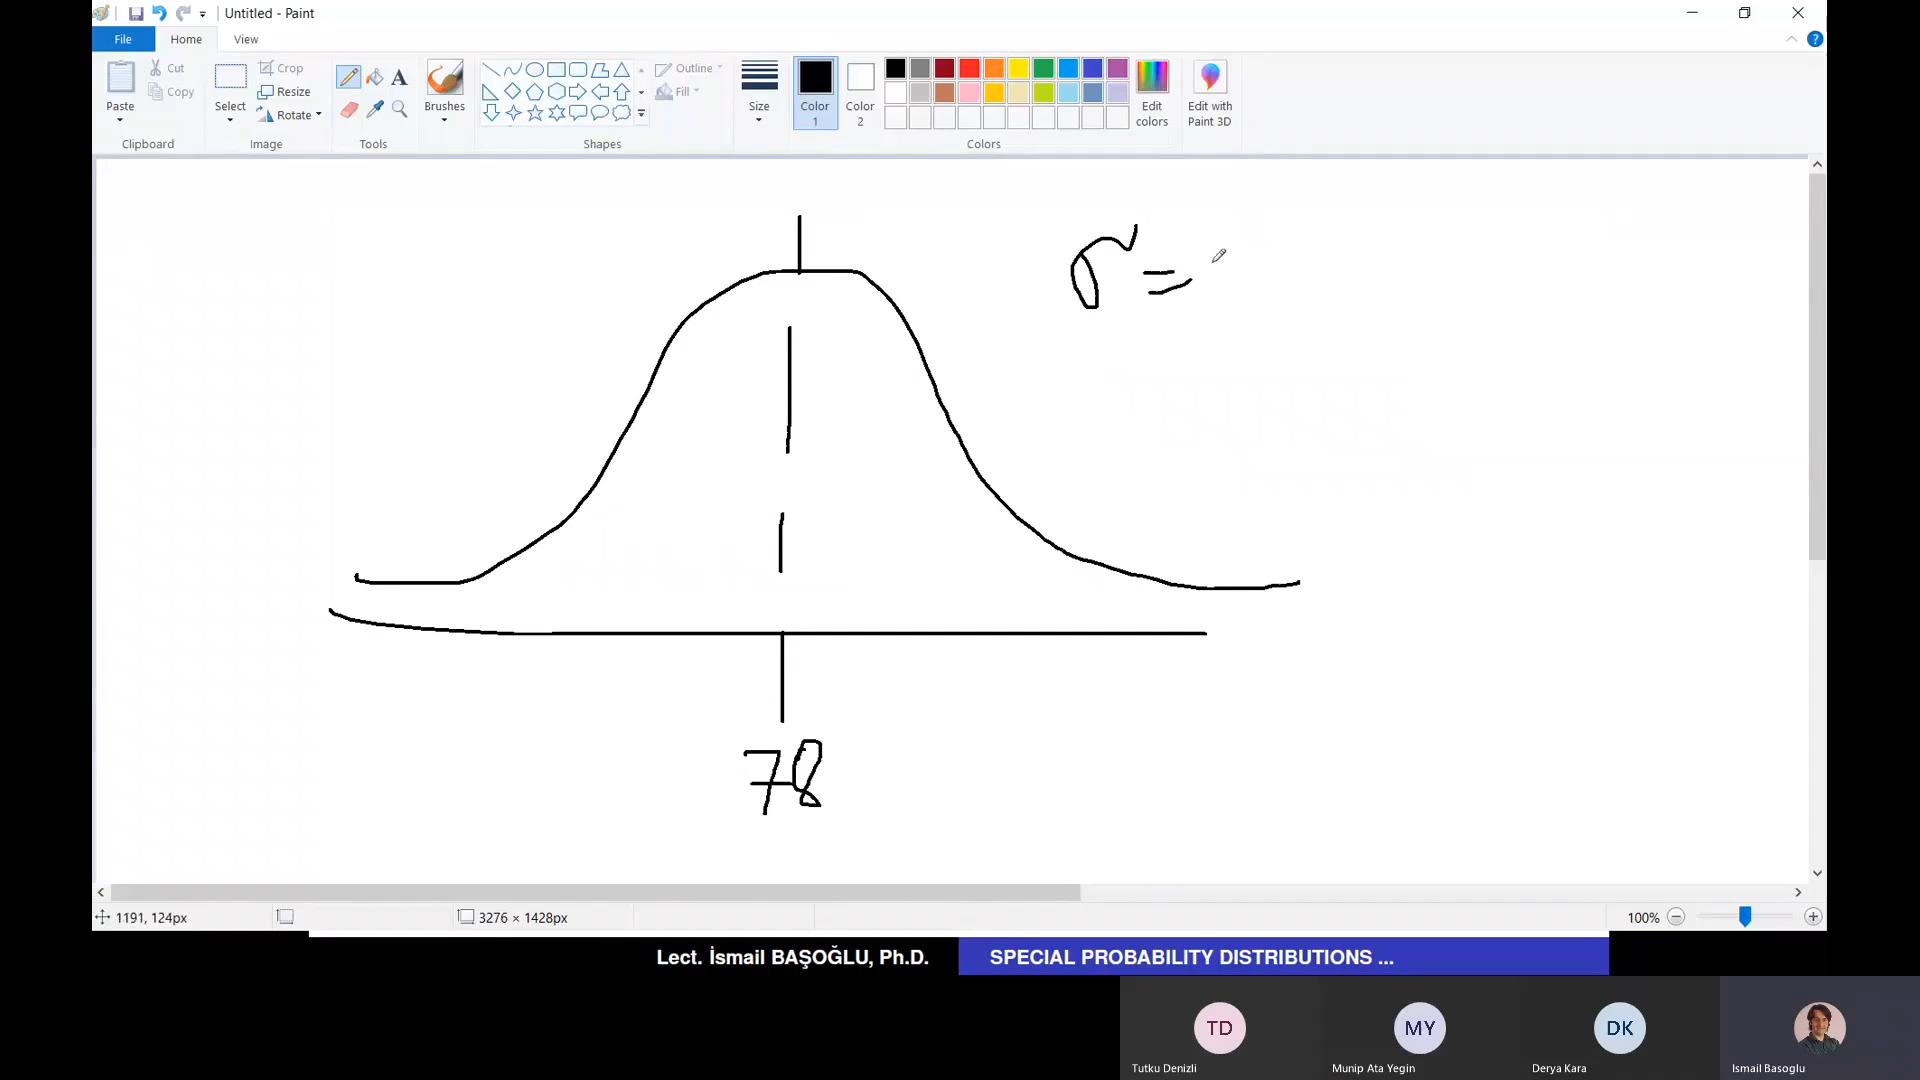 Untitled - Paint
File Home View
Paste Cut Copy Clipboard
Select Crop Resize Rotate Image
Tools
Brushes
Outline Fill Shapes
Size
Color 1
Color 2
Edit colors
Colors
Edit with Paint 3D
σ =
78
1191, 124px
3276 × 1428px
100%
Lect. İsmail BAŞOĞLU, Ph.D.
SPECIAL PROBABILITY DISTRIBUTIONS ...
TD
MY
DK
Tutku Denizli
Munip Ata Yegin
Derya Kara
Ismail Basoglu